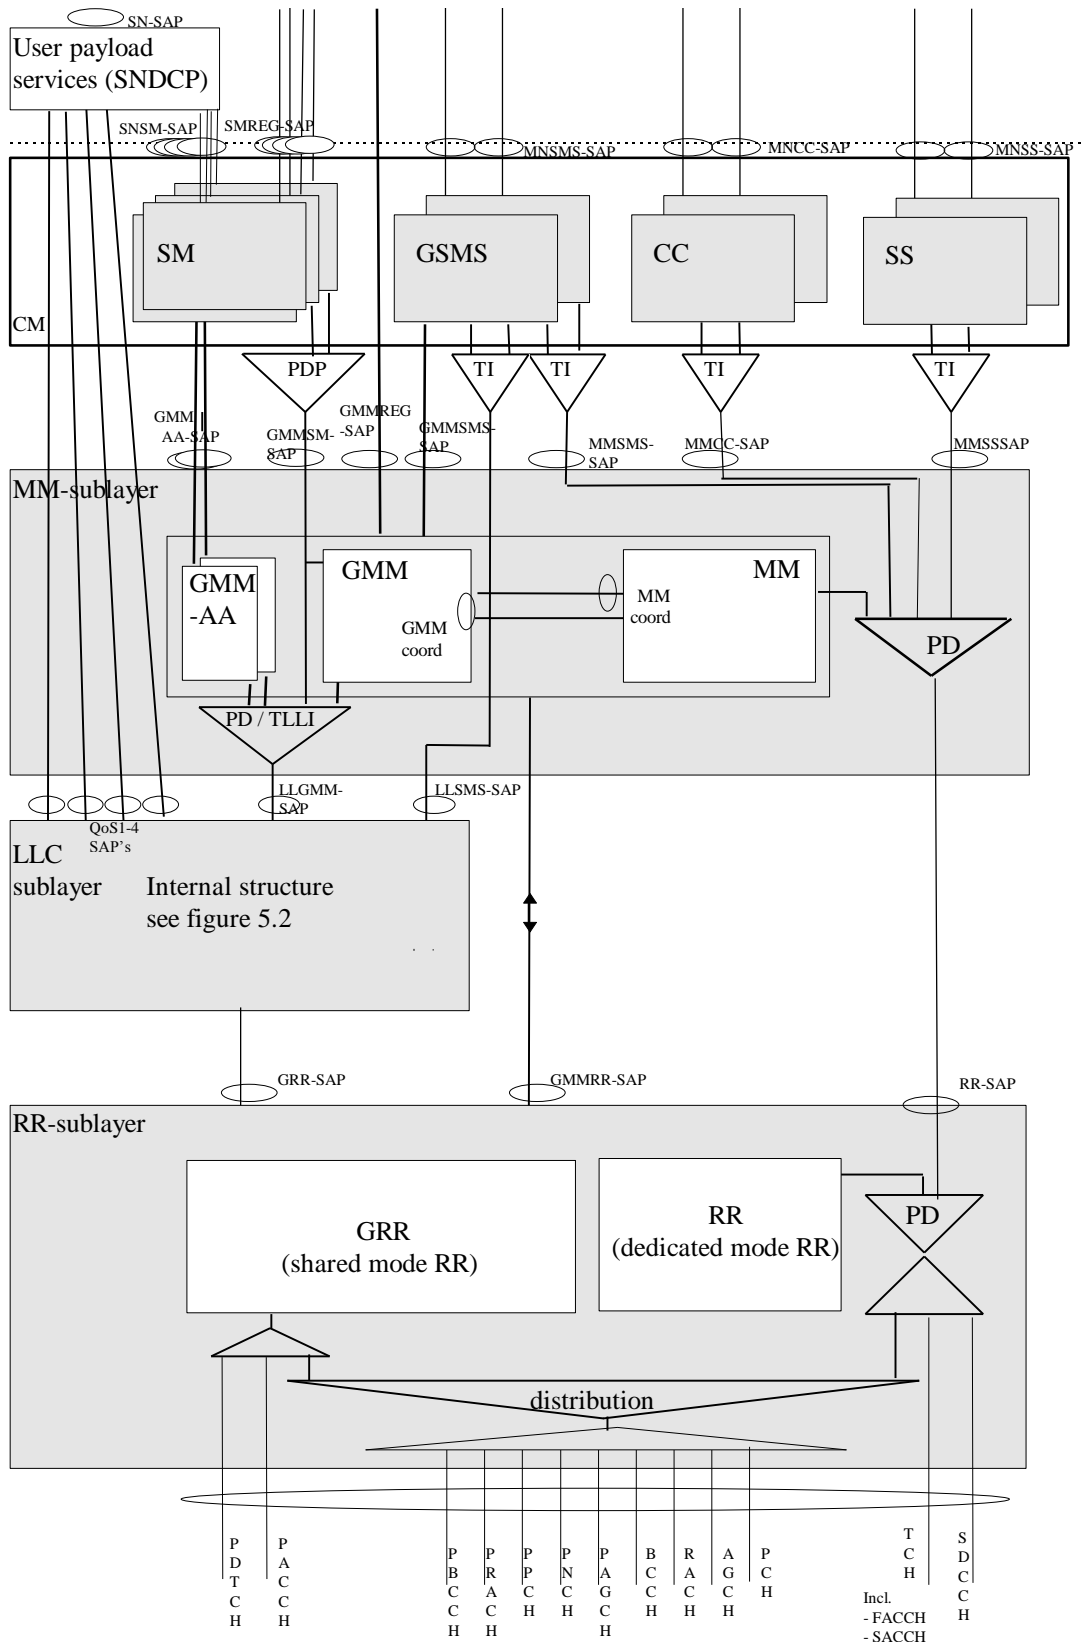 SN-SAP
User payload
services (SNDCP)
SNSM-SAP
SMREG-SAP
MNSMS-SAP
MNCC-SAP
MNSS-SAP
SM
GSMS
CC
SS
CM
PDP
TI
TI
TI
TI
GMM
AA-SAP
GMMSM-
SAP
GMMREG
-SAP
GMMSMS-
SAP
MMSMS-
SAP
MMCC-SAP
MMSSSAP
MM-sublayer
GMM
-AA
GMM
GMM
coord
MM
MM
coord
PD
PD / TLLI
LLGMM-
SAP
LLSMS-SAP
QoS1-4
SAP's
LLC
sublayer
Internal structure
see figure 5.2
GRR-SAP
GMMRR-SAP
RR-SAP
RR-sublayer
GRR
(shared mode RR)
RR
(dedicated mode RR)
PD
distribution
PDTCH
PACCH
PBCCH
PRACH
PPCH
PNCH
PAGCH
BCCH
RACH
AGCH
PCH
TCH
Incl.
- FACCH
- SACCH
SDCCH